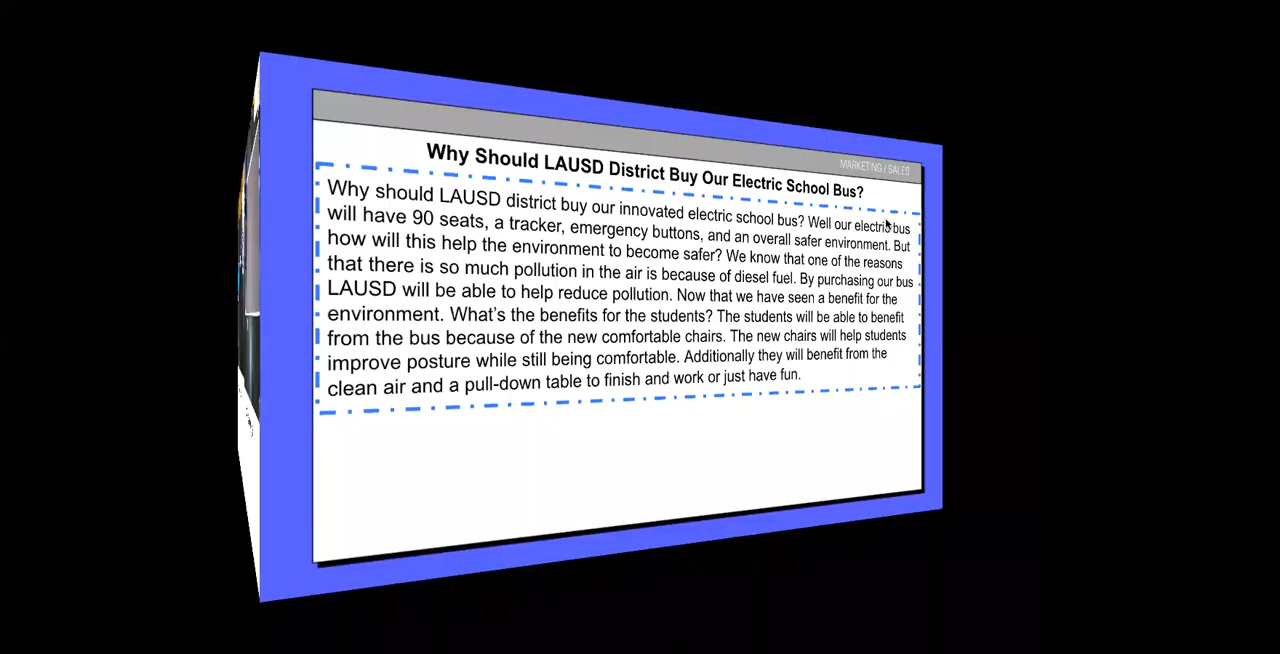 MARKETING / SALES
Why Should LAUSD District Buy Our Electric School Bus?
Why should LAUSD district buy our innovated electric school bus? Well our electric bus
will have 90 seats, a tracker, emergency buttons, and an overall safer environment. But
how will this help the environment to become safer? We know that one of the reasons
that there is so much pollution in the air is because of diesel fuel. By purchasing our bus
LAUSD will be able to help reduce pollution. Now that we have seen a benefit for the
environment. What's the benefits for the students? The students will be able to benefit
from the bus because of the new comfortable chairs. The new chairs will help students
improve posture while still being comfortable. Additionally they will benefit from the
clean air and a pull-down table to finish and work or just have fun.